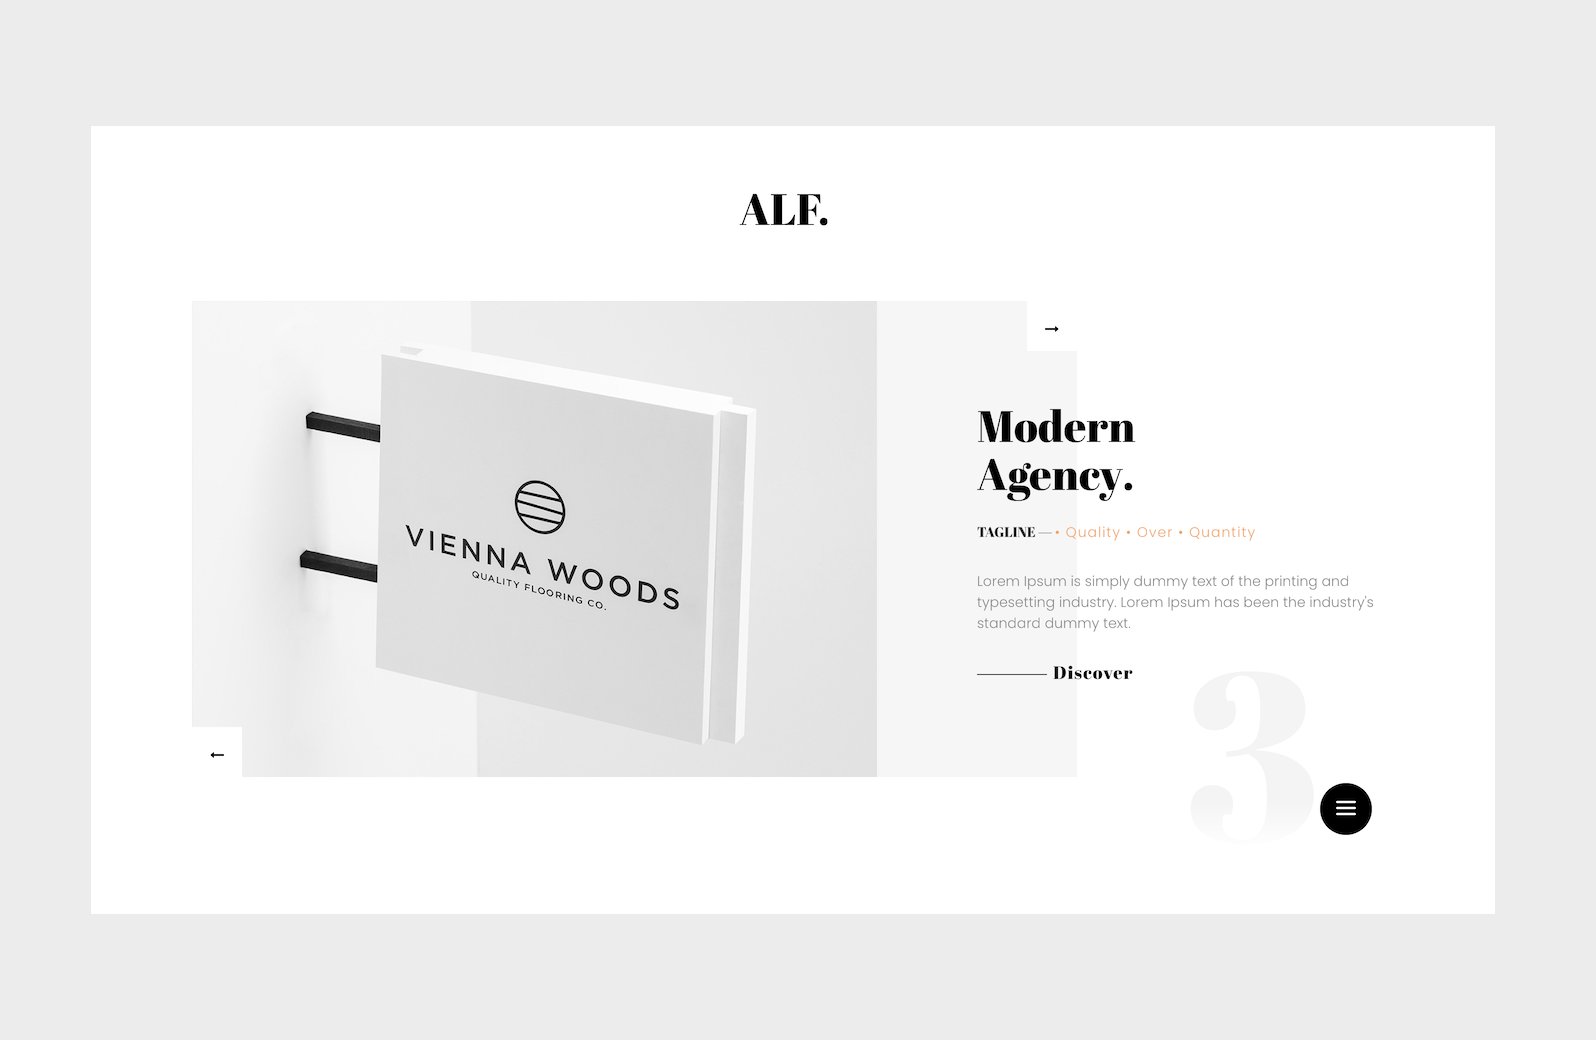 ALF.
VIENNA WOODS
QUALITY FLOORING CO.
Modern
Agency.
TAGLINE — • Quality • Over • Quantity
Lorem Ipsum is simply dummy text of the printing and
typesetting industry. Lorem Ipsum has been the industry's
standard dummy text.
Discover
3